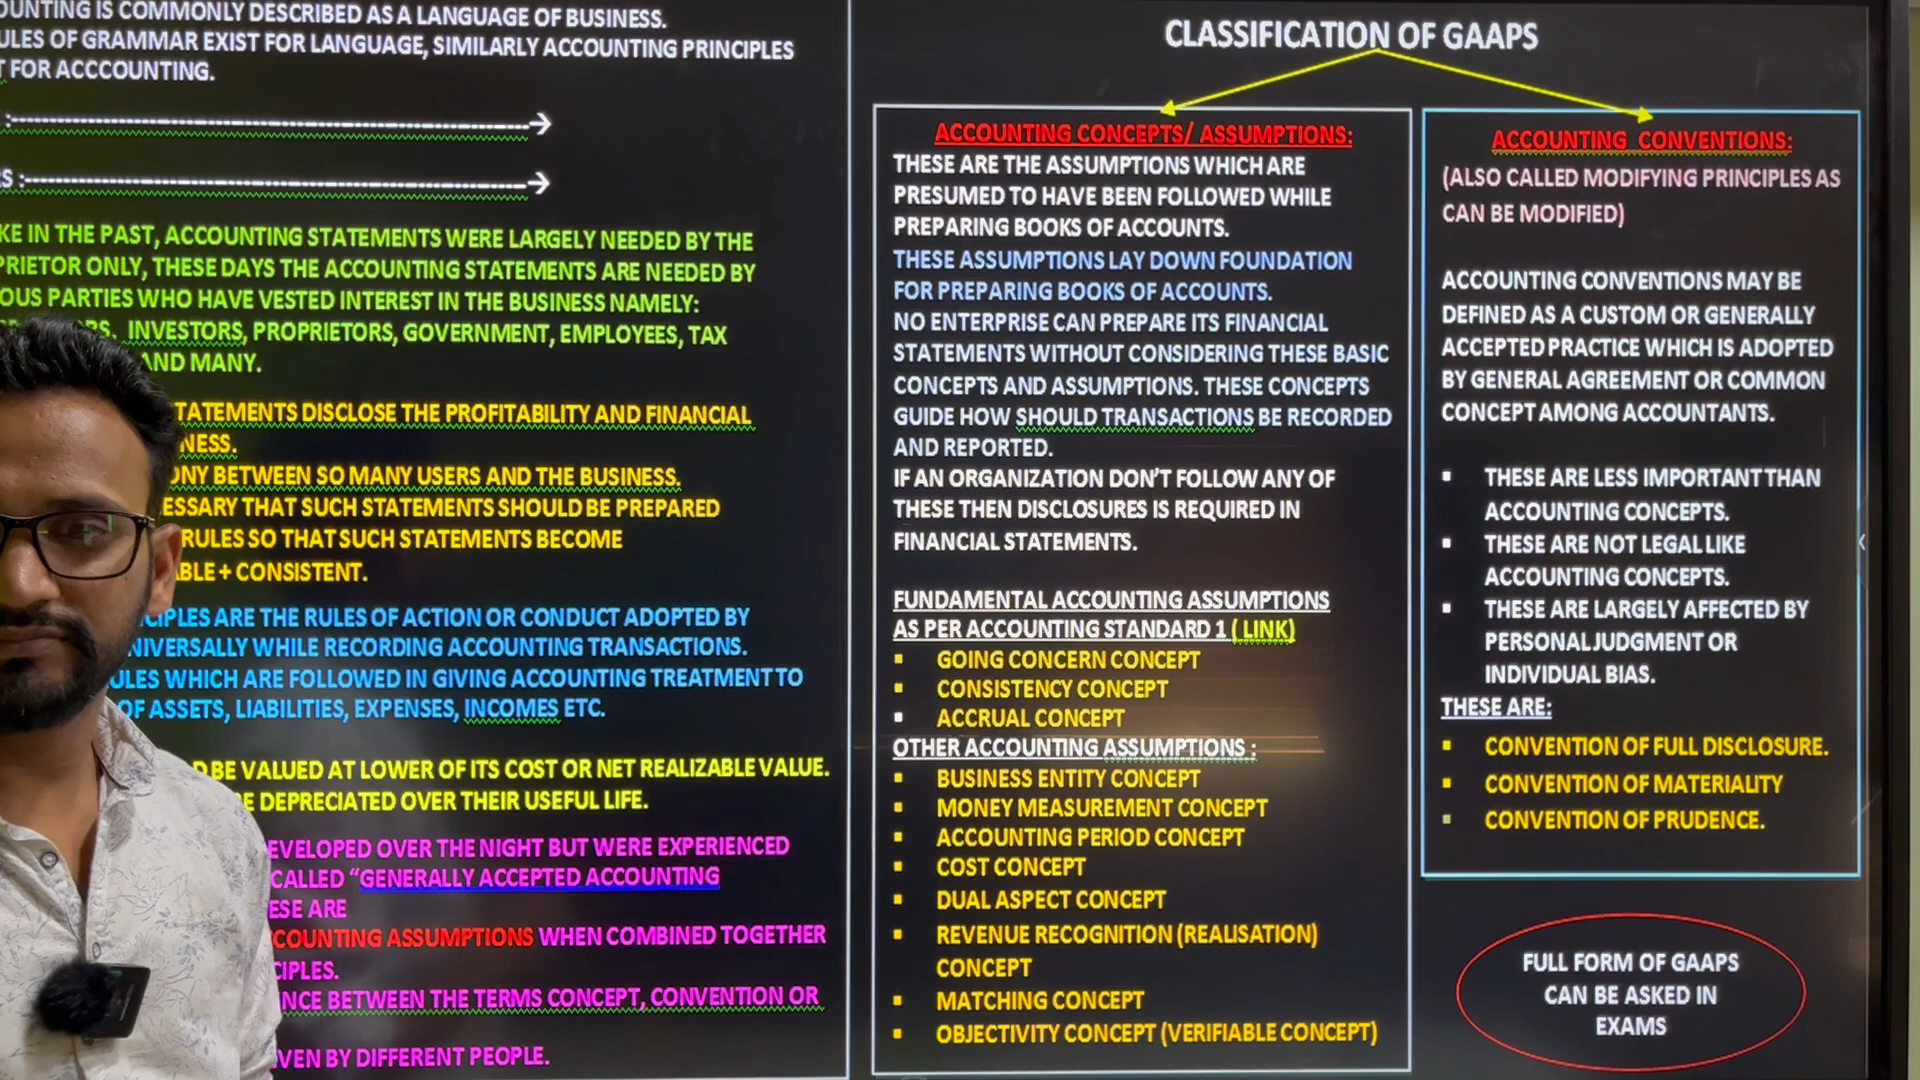 IS COMMONLY DESCRIBED AS A LANGUAGE OF BUSINESS.
OF GRAMMAR EXIST FOR LANGUAGE, SIMILARLY ACCOUNTING PRINCIPLES
FOR ACCCOUNTING.
IN THE PAST, ACCOUNTING STATEMENTS WERE LARGELY NEEDED BY THE
ONLY, THESE DAYS THE ACCOUNTING STATEMENTS ARE NEEDED BY
PARTIES WHO HAVE VESTED INTEREST IN THE BUSINESS NAMELY:
INVESTORS, PROPRIETORS, GOVERNMENT, EMPLOYEES, TAX
AND MANY.
STATEMENTS DISCLOSE THE PROFITABILITY AND FINANCIAL
NESS.
ONY BETWEEN SO MANY USERS AND THE BUSINESS.
ESSARY THAT SUCH STATEMENTS SHOULD BE PREPARED
RULES SO THAT SUCH STATEMENTS BECOME
ABLE + CONSISTENT.
CIPLES ARE THE RULES OF ACTION OR CONDUCT ADOPTED BY
NIVERSALLY WHILE RECORDING ACCOUNTING TRANSACTIONS.
ULES WHICH ARE FOLLOWED IN GIVING ACCOUNTING TREATMENT TO
OF ASSETS, LIABILITIES, EXPENSES, INCOMES ETC.
D BE VALUED AT LOWER OF ITS COST OR NET REALIZABLE VALUE.
E DEPRECIATED OVER THEIR USEFUL LIFE.
EVELOPED OVER THE NIGHT BUT WERE EXPERIENCED
CALLED “GENERALLY ACCEPTED ACCOUNTING
ESE ARE
COUNTING ASSUMPTIONS WHEN COMBINED TOGETHER
CIPLES.
NCE BETWEEN THE TERMS CONCEPT, CONVENTION OR
VEN BY DIFFERENT PEOPLE.
CLASSIFICATION OF GAAPS
ACCOUNTING CONCEPTS/ ASSUMPTIONS:
THESE ARE THE ASSUMPTIONS WHICH ARE
PRESUMED TO HAVE BEEN FOLLOWED WHILE
PREPARING BOOKS OF ACCOUNTS.
THESE ASSUMPTIONS LAY DOWN FOUNDATION
FOR PREPARING BOOKS OF ACCOUNTS.
NO ENTERPRISE CAN PREPARE ITS FINANCIAL
STATEMENTS WITHOUT CONSIDERING THESE BASIC
CONCEPTS AND ASSUMPTIONS. THESE CONCEPTS
GUIDE HOW SHOULD TRANSACTIONS BE RECORDED
AND REPORTED.
IF AN ORGANIZATION DON’T FOLLOW ANY OF
THESE THEN DISCLOSURES IS REQUIRED IN
FINANCIAL STATEMENTS.
FUNDAMENTAL ACCOUNTING ASSUMPTIONS
AS PER ACCOUNTING STANDARD 1 ( LINK)
▪ GOING CONCERN CONCEPT
▪ CONSISTENCY CONCEPT
▪ ACCRUAL CONCEPT
OTHER ACCOUNTING ASSUMPTIONS :
▪ BUSINESS ENTITY CONCEPT
▪ MONEY MEASUREMENT CONCEPT
▪ ACCOUNTING PERIOD CONCEPT
▪ COST CONCEPT
▪ DUAL ASPECT CONCEPT
▪ REVENUE RECOGNITION (REALISATION)
CONCEPT
▪ MATCHING CONCEPT
▪ OBJECTIVITY CONCEPT (VERIFIABLE CONCEPT)
ACCOUNTING CONVENTIONS:
(ALSO CALLED MODIFYING PRINCIPLES AS
CAN BE MODIFIED)
ACCOUNTING CONVENTIONS MAY BE
DEFINED AS A CUSTOM OR GENERALLY
ACCEPTED PRACTICE WHICH IS ADOPTED
BY GENERAL AGREEMENT OR COMMON
CONCEPT AMONG ACCOUNTANTS.
▪ THESE ARE LESS IMPORTANT THAN
ACCOUNTING CONCEPTS.
▪ THESE ARE NOT LEGAL LIKE
ACCOUNTING CONCEPTS.
▪ THESE ARE LARGELY AFFECTED BY
PERSONAL JUDGMENT OR
INDIVIDUAL BIAS.
THESE ARE:
▪ CONVENTION OF FULL DISCLOSURE.
▪ CONVENTION OF MATERIALITY
▪ CONVENTION OF PRUDENCE.
FULL FORM OF GAAPS
CAN BE ASKED IN
EXAMS